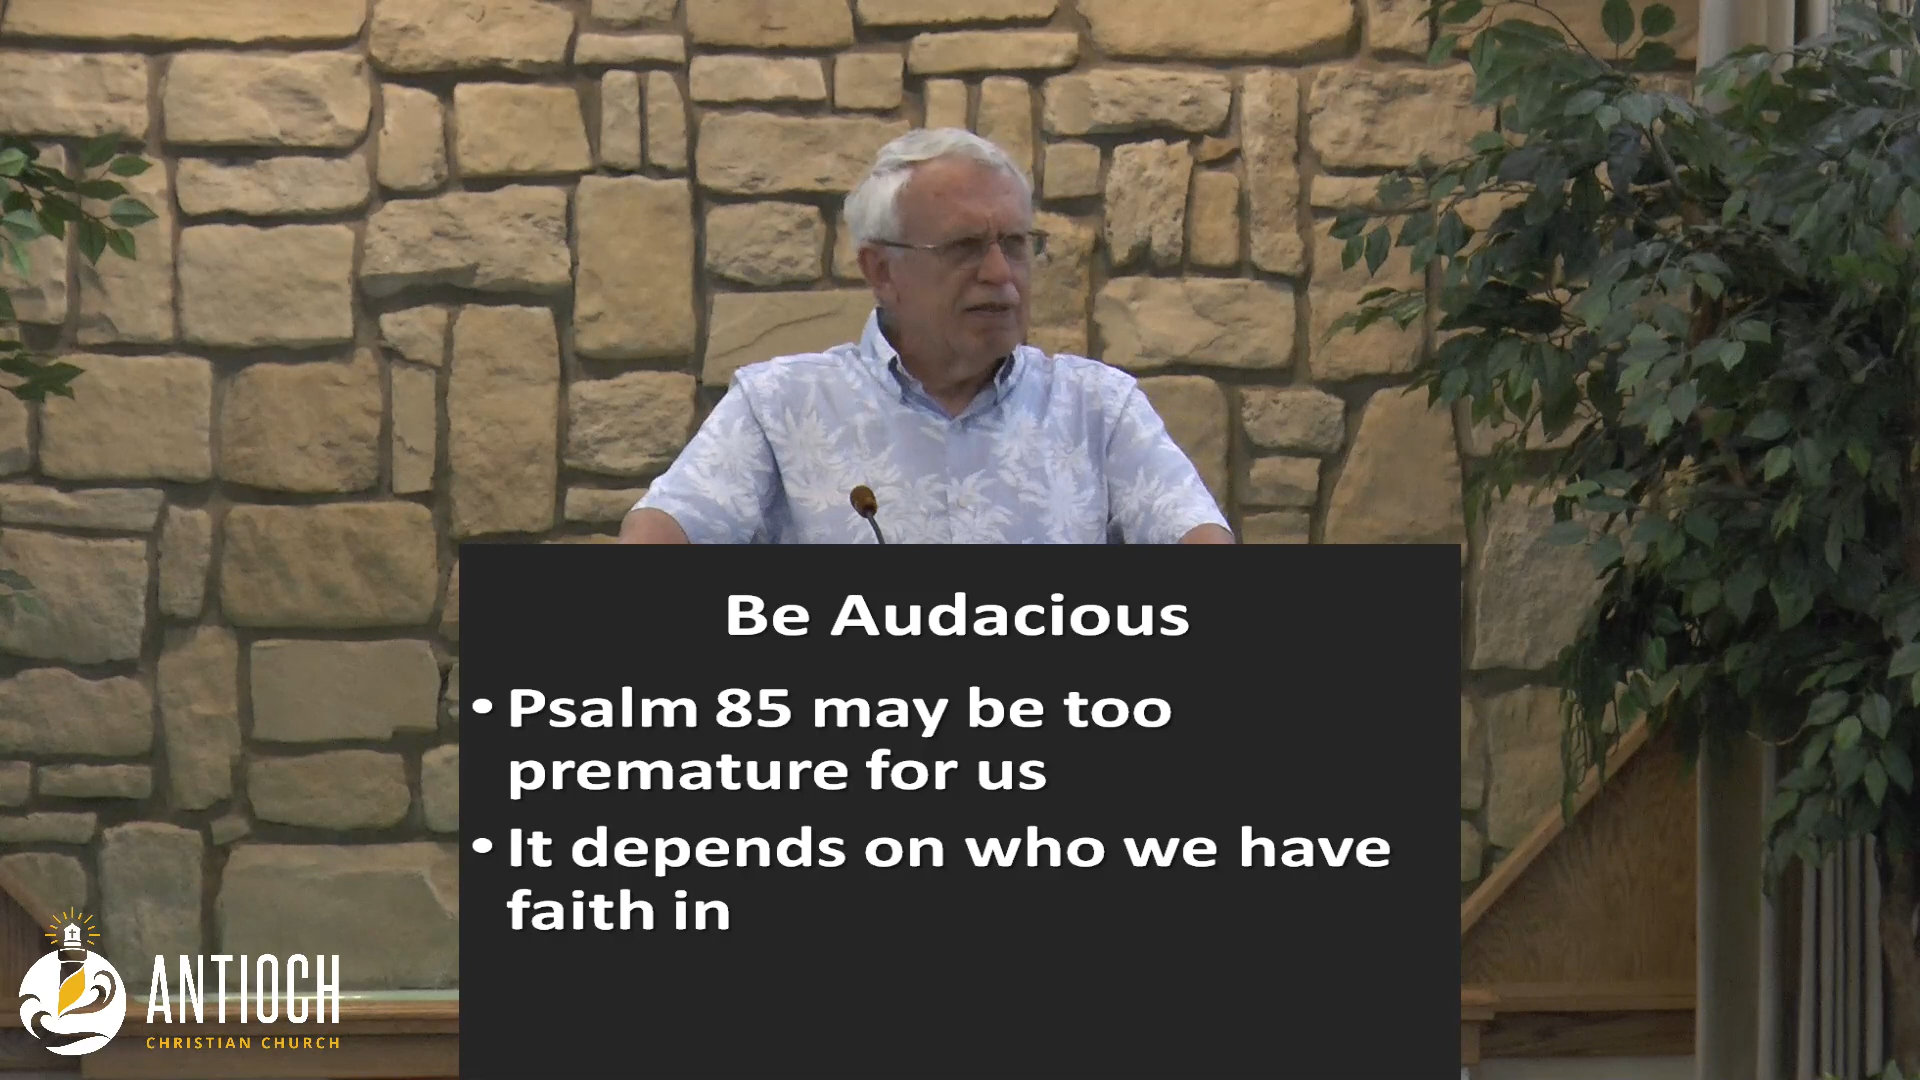 Be Audacious
• Psalm 85 may be too
premature for us
• It depends on who we have
faith in
ANTIOCH
CHRISTIAN CHURCH